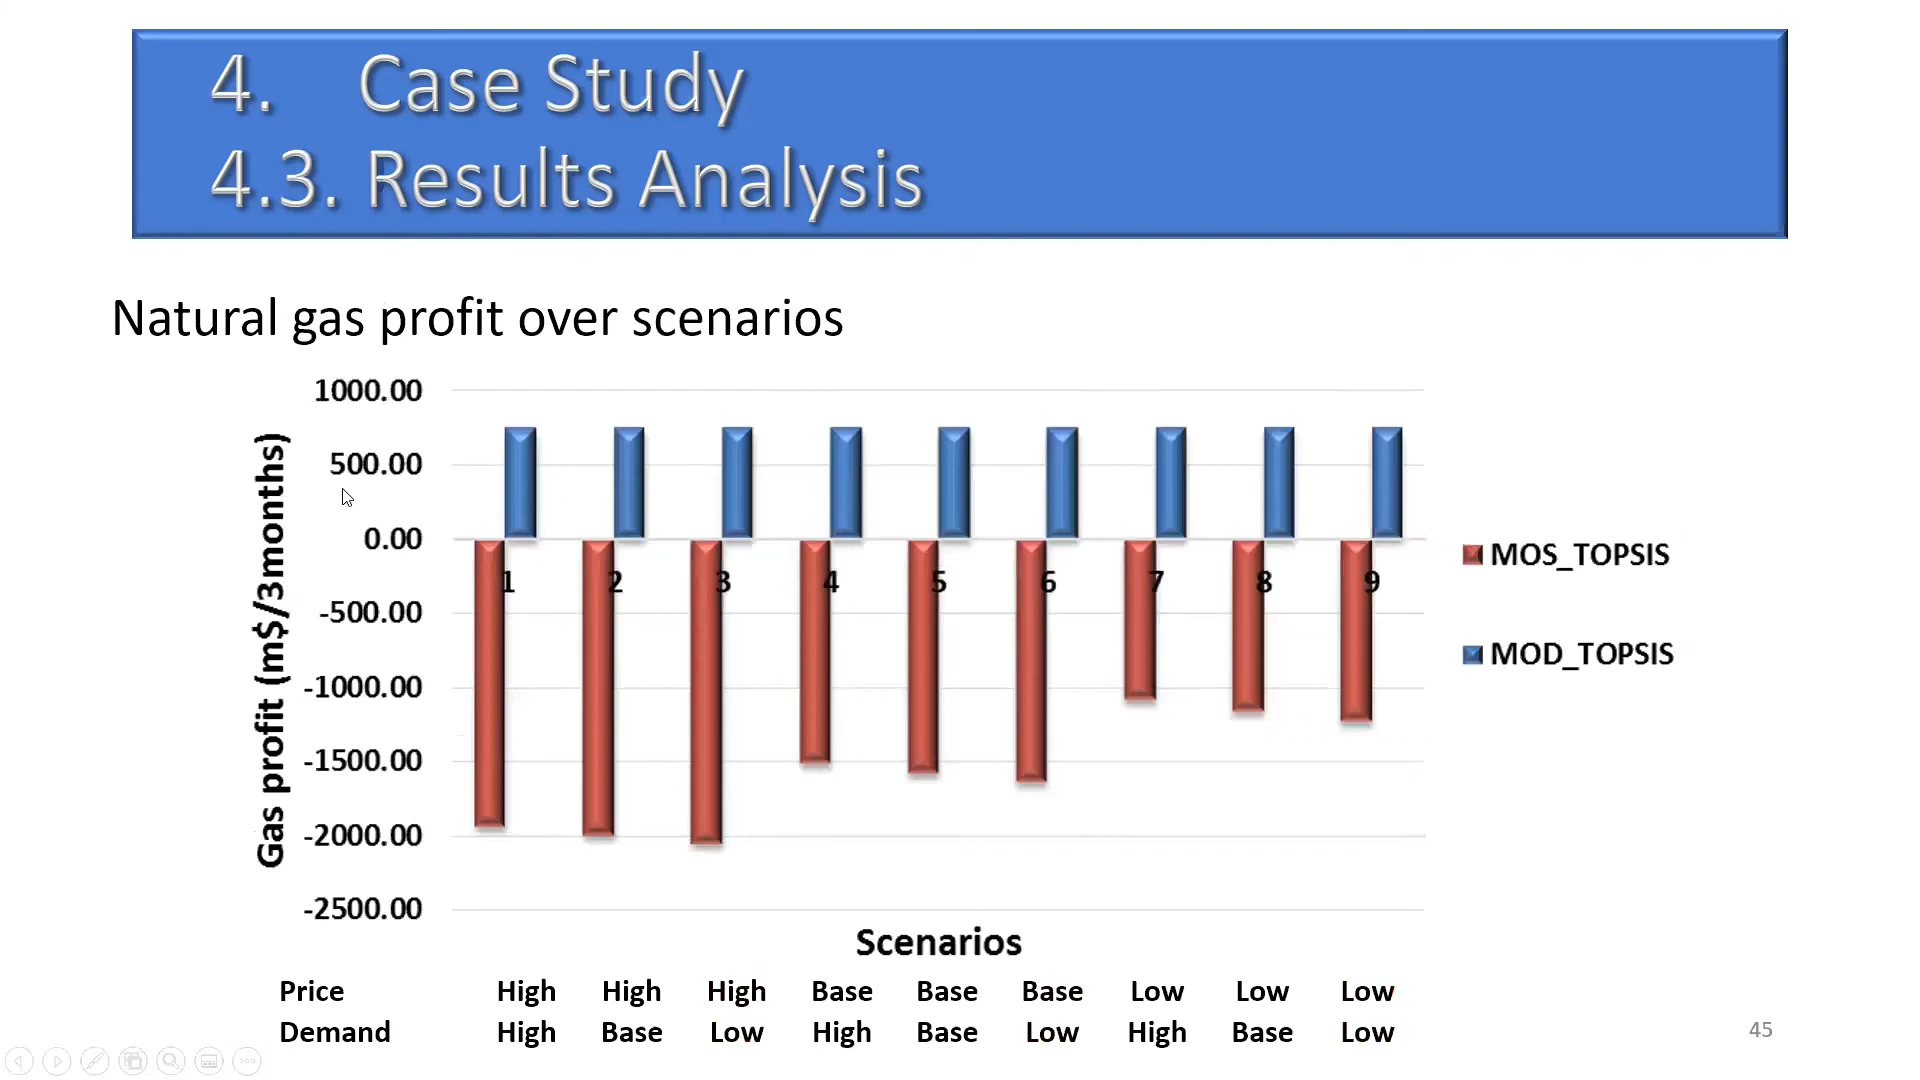 4. Case Study
4.3. Results Analysis
Natural gas profit over scenarios
1000.00
500.00
0.00
-500.00
-1000.00
-1500.00
-2000.00
-2500.00
Gas profit (m$/3months)
1 2 3 4 5 6 7 8 9
MOS_TOPSIS
MOD_TOPSIS
Scenarios
Price High High High Base Base Base Low Low Low
Demand High Base Low High Base Low High Base Low
45